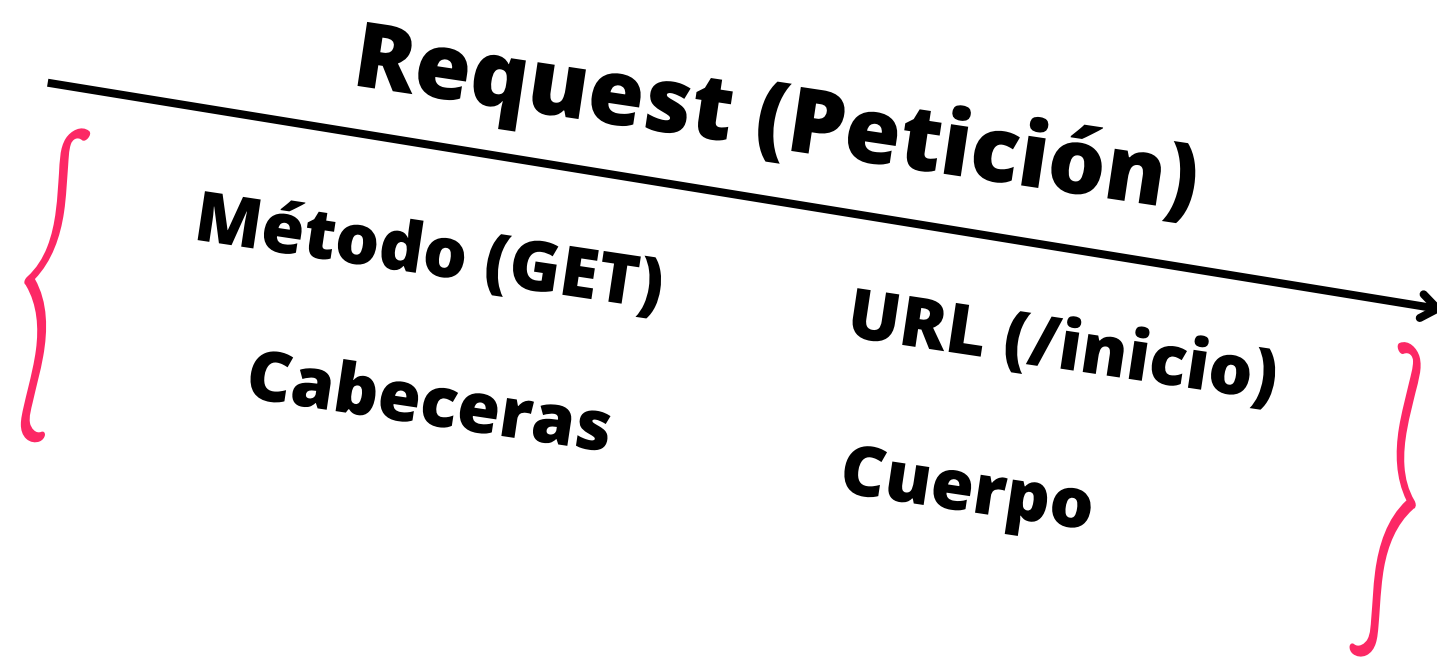 Request (Petición)
Método (GET)
URL (/inicio)
Cabeceras
Cuerpo